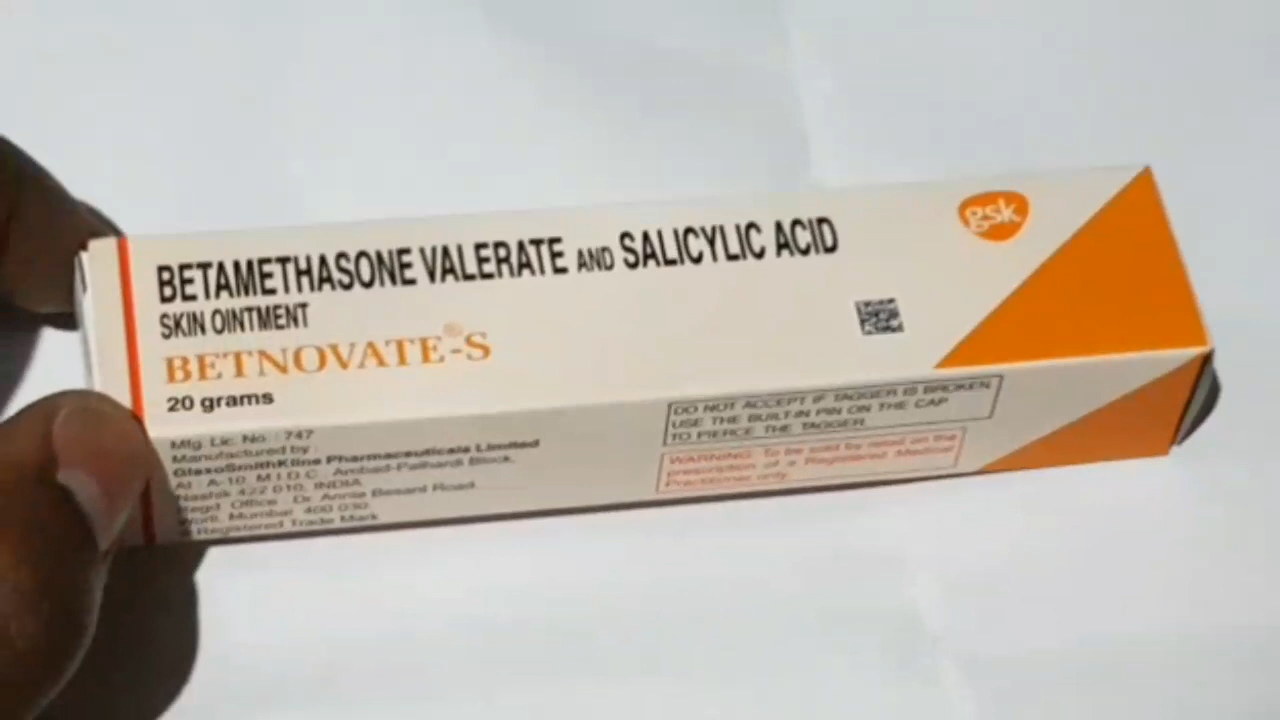 BETAMETHASONE VALERATE AND SALICYLIC ACID
SKIN OINTMENT
BETNOVATE®-S
20 grams
gsk
Mfg. Lic. No. : 747
Manufactured by :
GlaxoSmithKline Pharmaceuticals Limited
At : A-10, M.I.D.C., Ambad-Pathardi Block,
Nashik 422 010, INDIA
Regd. Office : Dr. Annie Besant Road,
Worli, Mumbai 400 030.
® Registered Trade Mark
DO NOT ACCEPT IF TAGGER IS BROKEN
USE THE BUILT-IN PIN ON THE CAP
TO PIERCE THE TAGGER.
WARNING: To be sold by retail on the
prescription of a Registered Medical
Practitioner only.